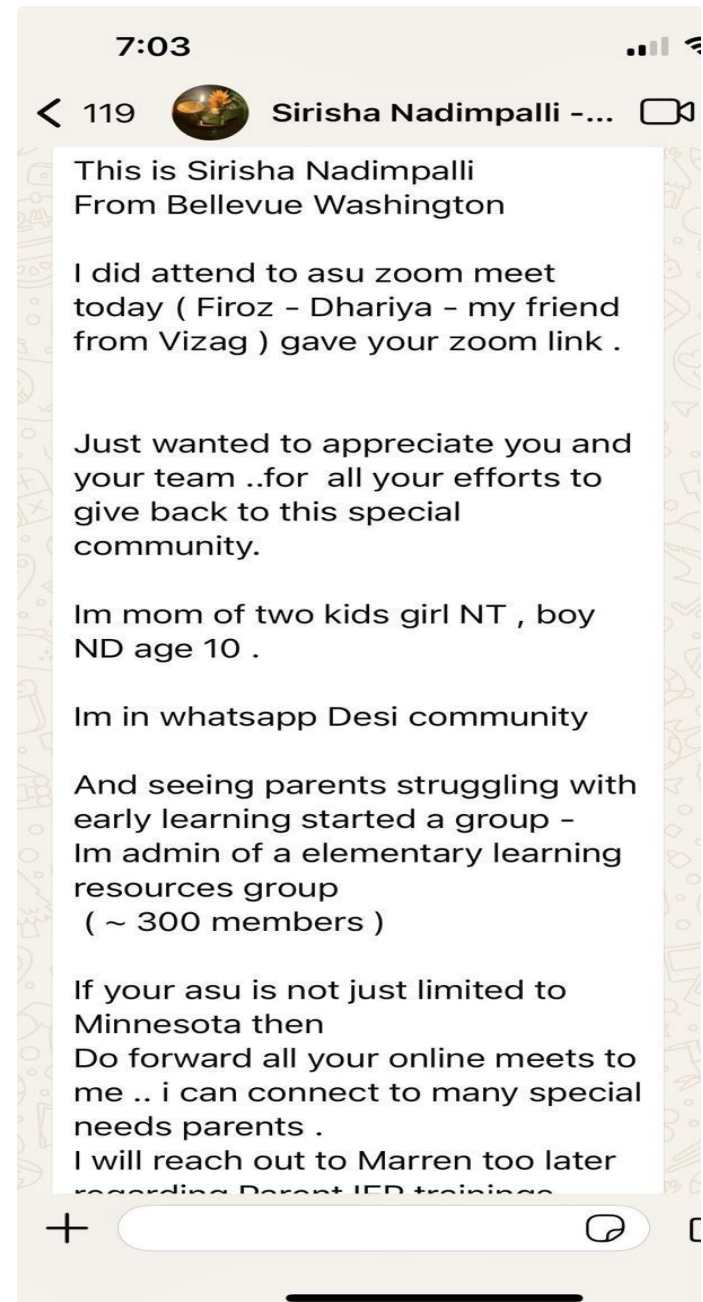 7:03
119
Sirisha Nadimpalli -...
This is Sirisha Nadimpalli
From Bellevue Washington
I did attend to asu zoom meet
today ( Firoz - Dhariya - my friend
from Vizag ) gave your zoom link .
Just wanted to appreciate you and
your team ..for  all your efforts to
give back to this special
community.
Im mom of two kids girl NT , boy
ND age 10 .
Im in whatsapp Desi community
And seeing parents struggling with
early learning started a group -
Im admin of a elementary learning
resources group
( ~ 300 members )
If your asu is not just limited to
Minnesota then
Do forward all your online meets to
me .. i can connect to many special
needs parents .
I will reach out to Marren too later
regarding Parent IEP trainings